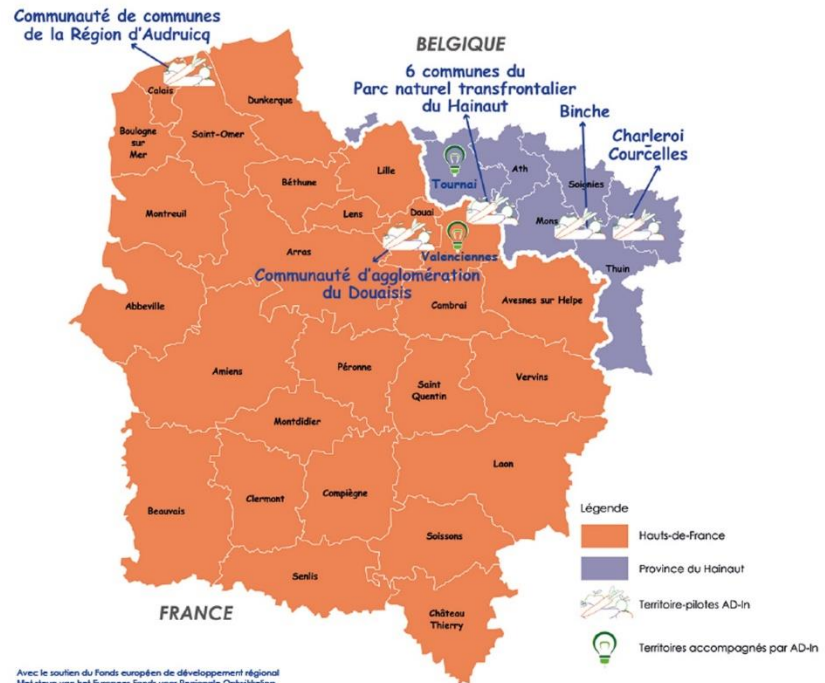 Communauté de communes
de la Région d'Audruicq
BELGIQUE
6 communes du
Parc naturel transfrontalier
du Hainaut
Binche
Charleroi
Courcelles
Calais
Dunkerque
Boulogne
sur
Mer
Saint-Omer
Lille
Tournai
Ath
Soignies
Béthune
Montreuil
Lens
Douai
Mons
Arras
Valenciennes
Thuin
Communauté d'agglomération
du Douaisis
Abbeville
Cambrai
Avesnes sur Helpe
Amiens
Péronne
Saint
Quentin
Vervins
Montdidier
Laon
Beauvais
Clermont
Compiègne
Soissons
Senlis
Château
Thierry
FRANCE
Légende
Hauts-de-France
Province du Hainaut
Territoire-pilotes AD-In
Territoires accompagnés par AD-In
Avec le soutien du Fonds européen de développement régional